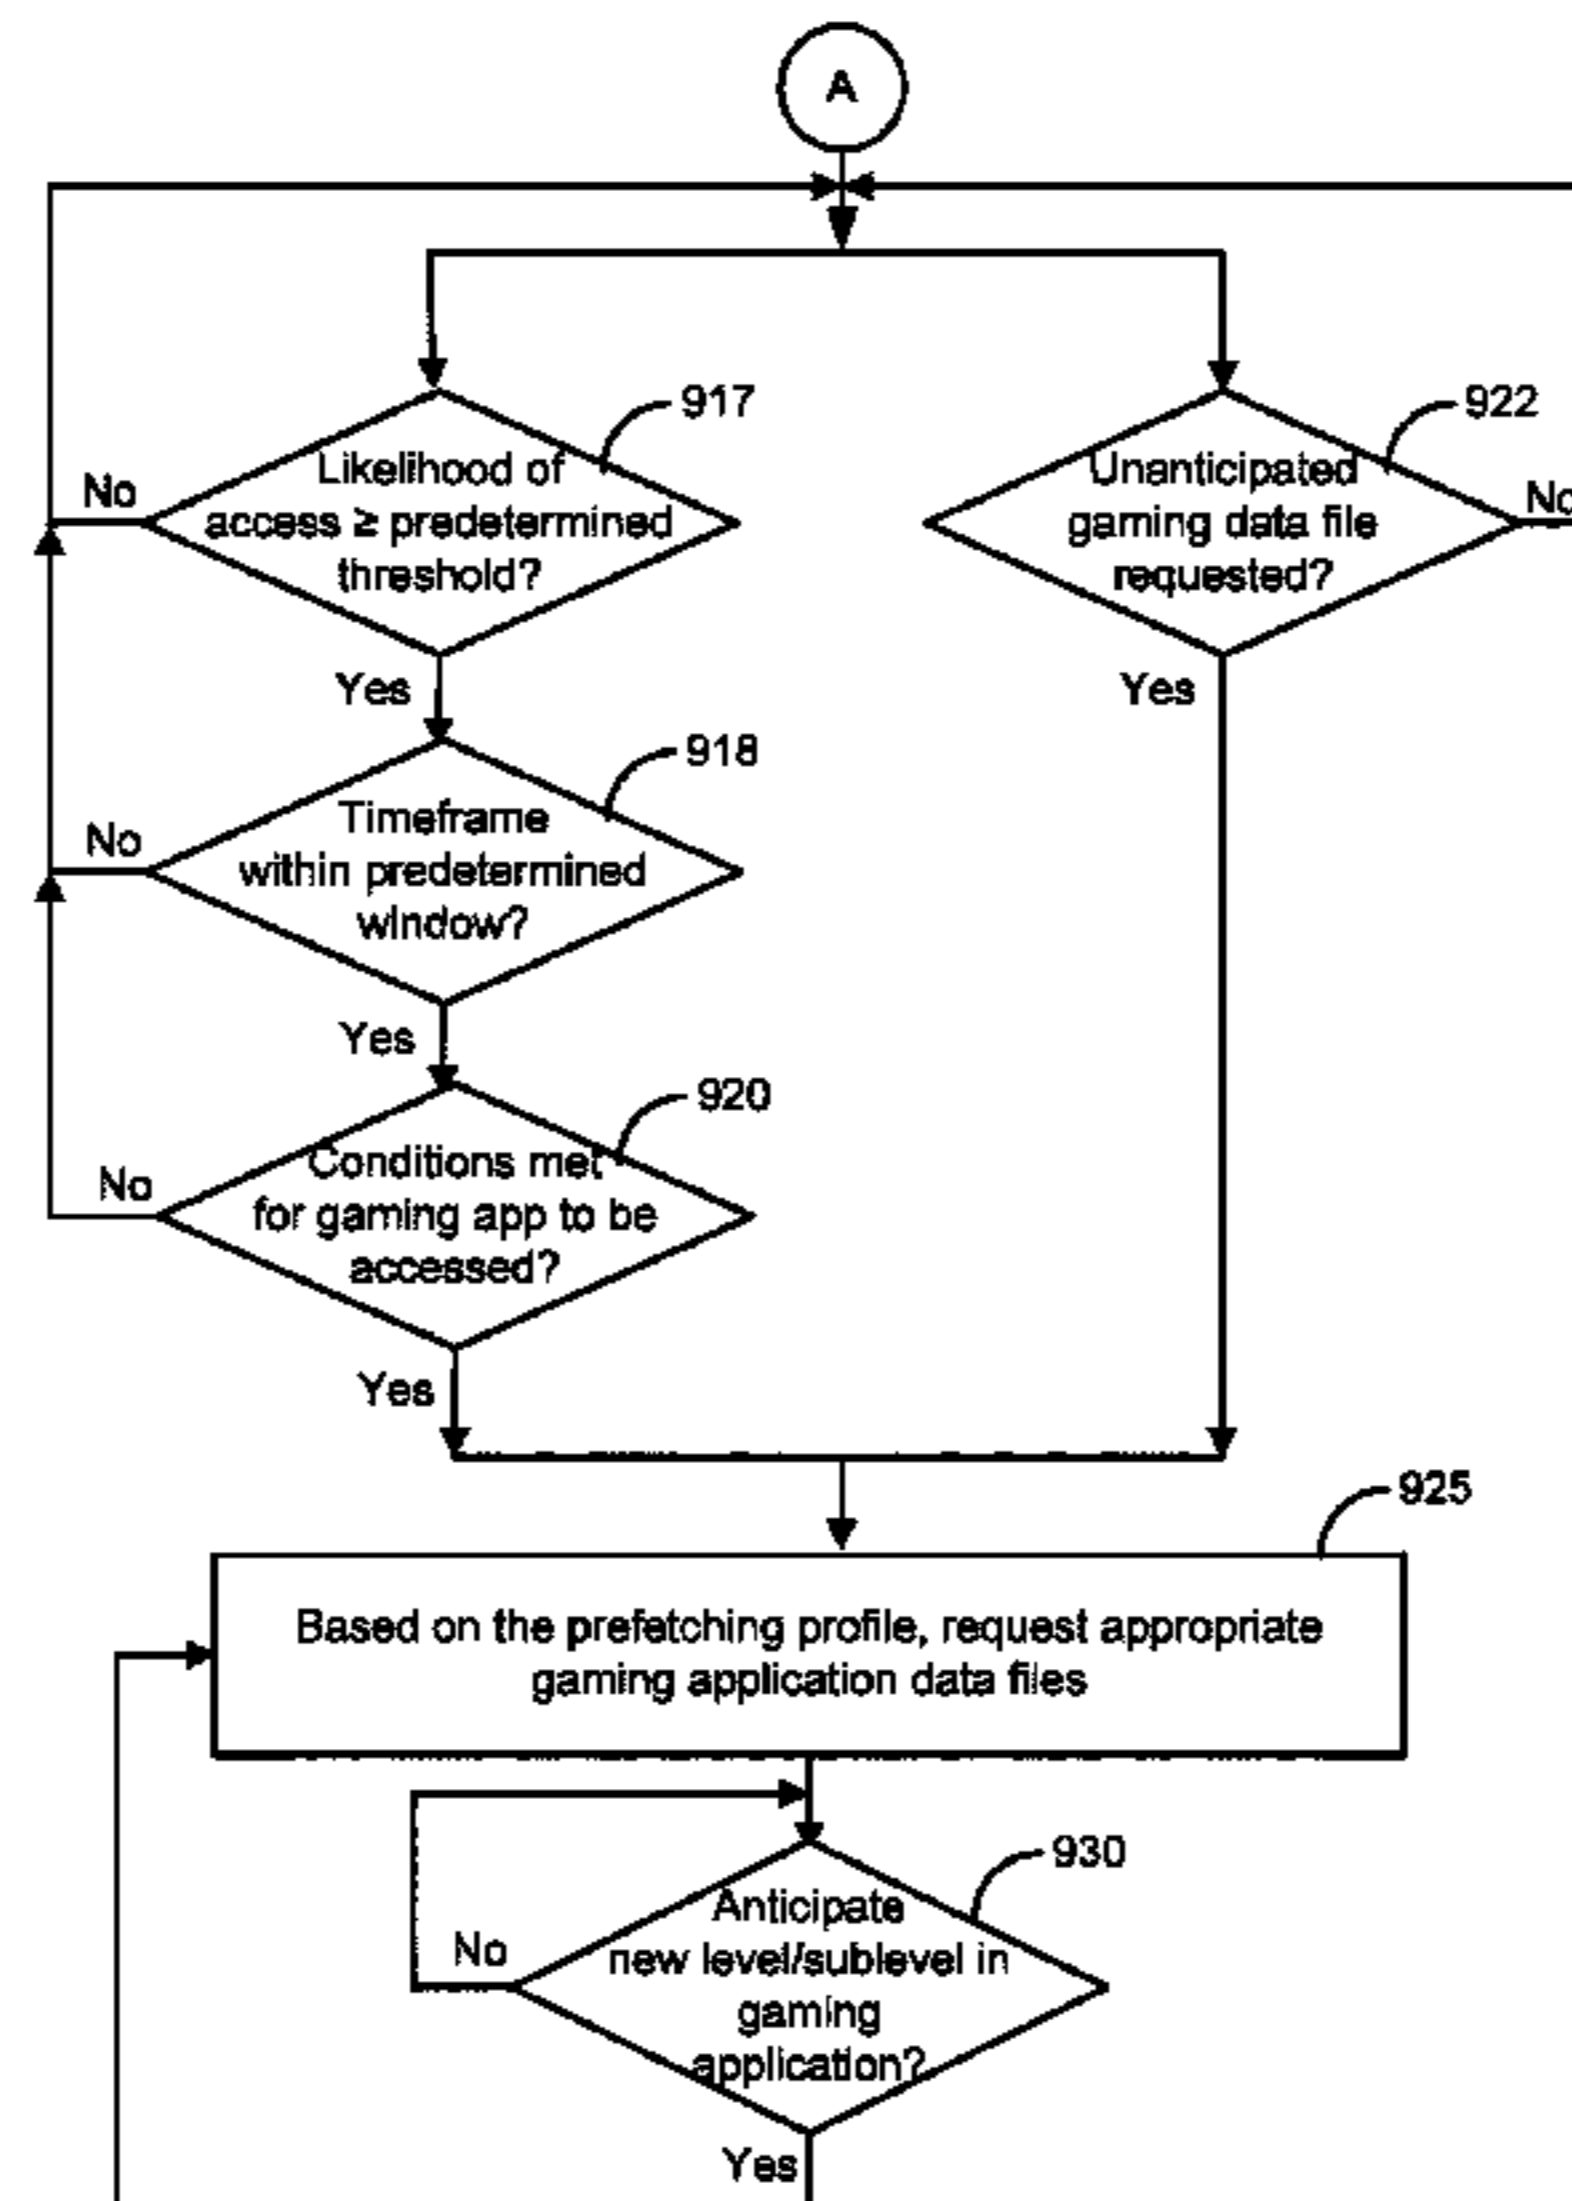 A
917
922
Likelihood of
access ≥ predetermined
threshold?
No
Unanticipated
gaming data file
requested?
No
Yes
Yes
918
Timeframe
within predetermined
window?
No
Yes
920
Conditions met
for gaming app to be
accessed?
No
Yes
925
Based on the prefetching profile, request appropriate
gaming application data files
930
Anticipate
new level/sublevel in
gaming
application?
No
Yes